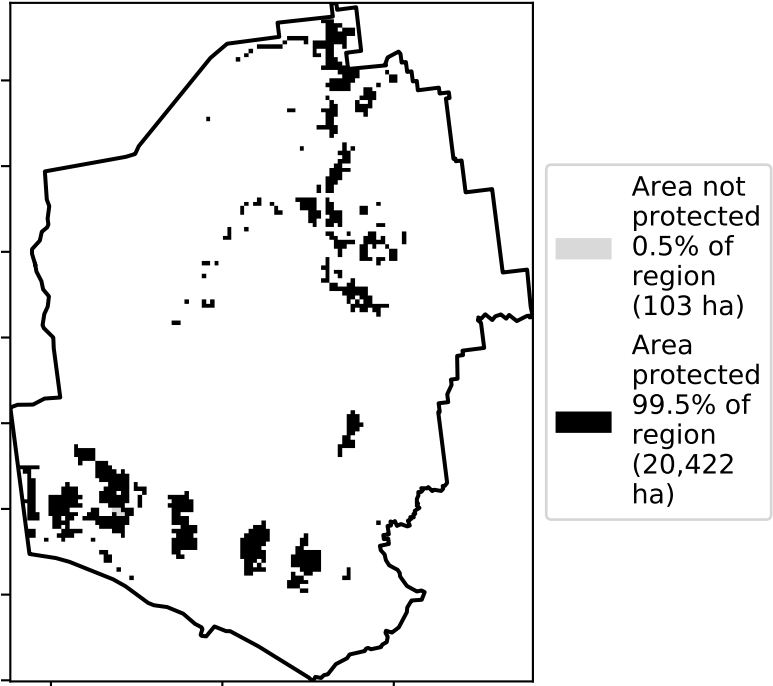 Area not
protected
0.5% of
region
(103 ha)
Area
protected
99.5% of
region
(20,422
ha)